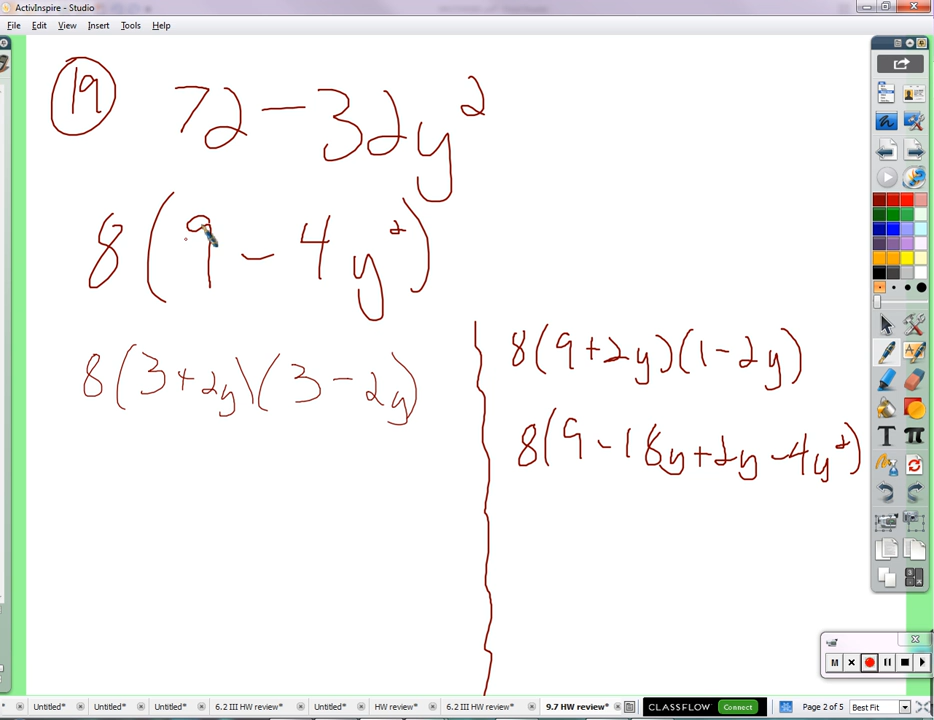 ActivInspire - Studio
File Edit View Insert Tools Help
19
72 - 32y²
8(9 - 4y²)
8(3 + 2y)(3 - 2y)
8(9 + 2y)(1 - 2y)
8(9 - 18y + 2y - 4y²)
T π
M
Untitled* Untitled* Untitled* 6.2 III HW review* Untitled* HW review* 6.2 III HW review* 9.7 HW review* CLASSFLOW Connect Page 2 of 5 Best Fit